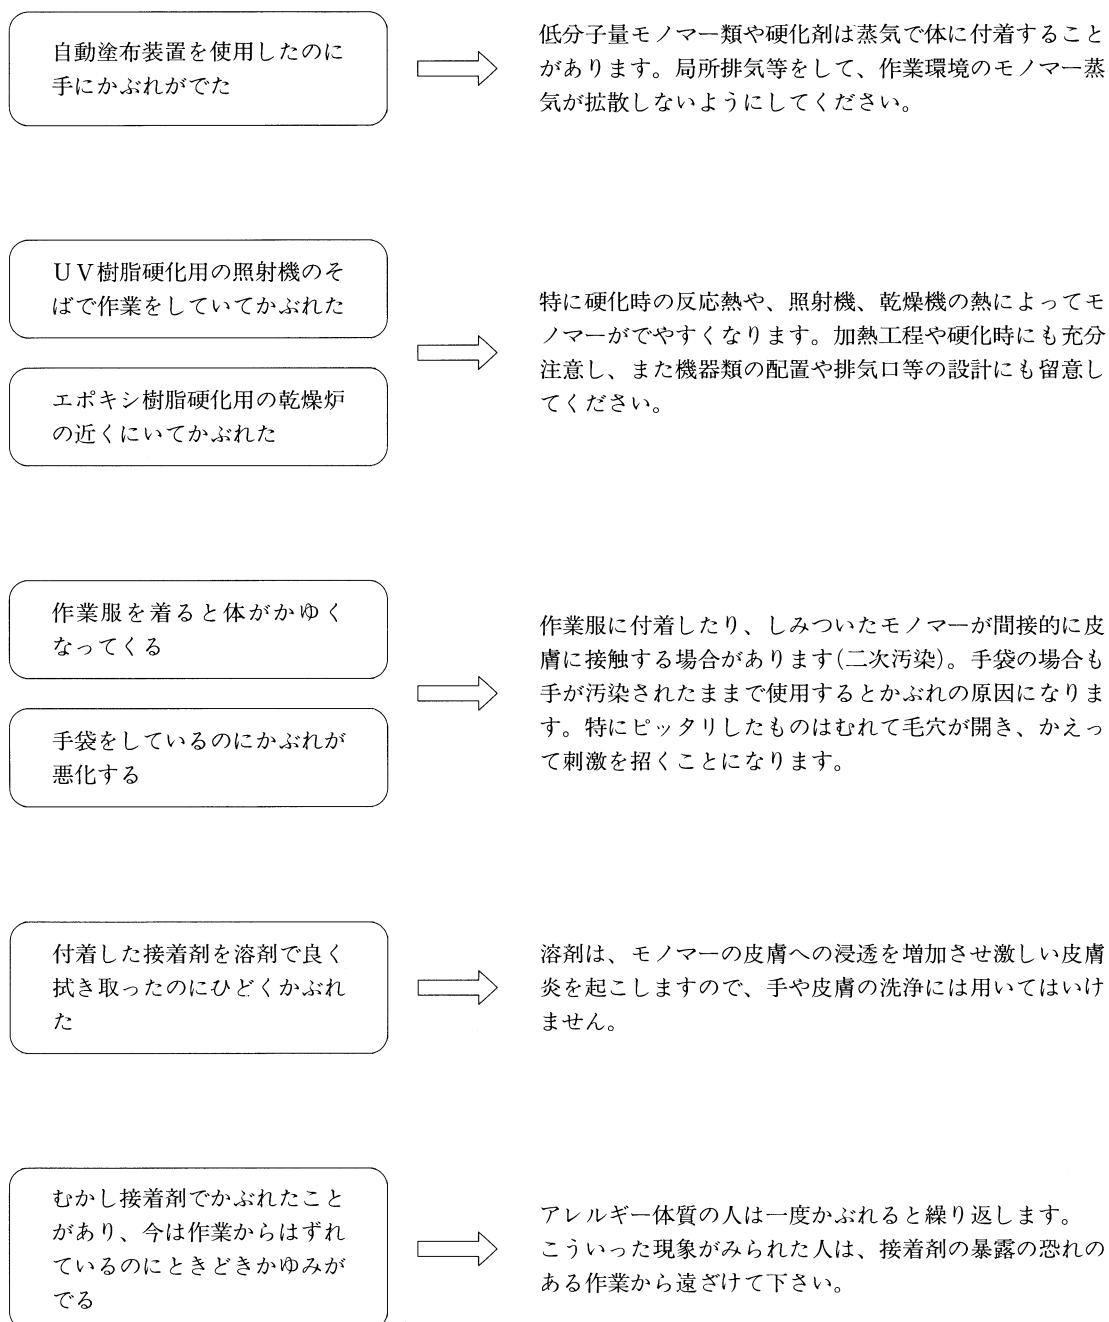 自動塗布装置を使用したのに
手にかぶれがでた
低分子量モノマー類や硬化剤は蒸気で体に付着すること
があります。局所排気等をして、作業環境のモノマー蒸
気が拡散しないようにしてください。
UV樹脂硬化用の照射機のそ
ばで作業をしていてかぶれた
エポキシ樹脂硬化用の乾燥炉
の近くにいてかぶれた
特に硬化時の反応熱や、照射機、乾燥機の熱によってモ
ノマーがでやすくなります。加熱工程や硬化時にも充分
注意し、また機器類の配置や排気口等の設計にも留意し
てください。
作業服を着ると体がかゆく
なってくる
手袋をしているのにかぶれが
悪化する
作業服に付着したり、しみついたモノマーが間接的に皮
膚に接触する場合があります(二次汚染)。手袋の場合も
手が汚染されたままで使用するとかぶれの原因になりま
す。特にピッタリしたものはむれて毛穴が開き、かえっ
て刺激を招くことになります。
付着した接着剤を溶剤で良く
拭き取ったのにひどくかぶれ
た
溶剤は、モノマーの皮膚への浸透を増加させ激しい皮膚
炎を起こしますので、手や皮膚の洗浄には用いてはいけ
ません。
むかし接着剤でかぶれたこと
があり、今は作業からはずれ
ているのにときどきかゆみが
でる
アレルギー体質の人は一度かぶれると繰り返します。
こういった現象がみられた人は、接着剤の暴露の恐れの
ある作業から遠ざけて下さい。